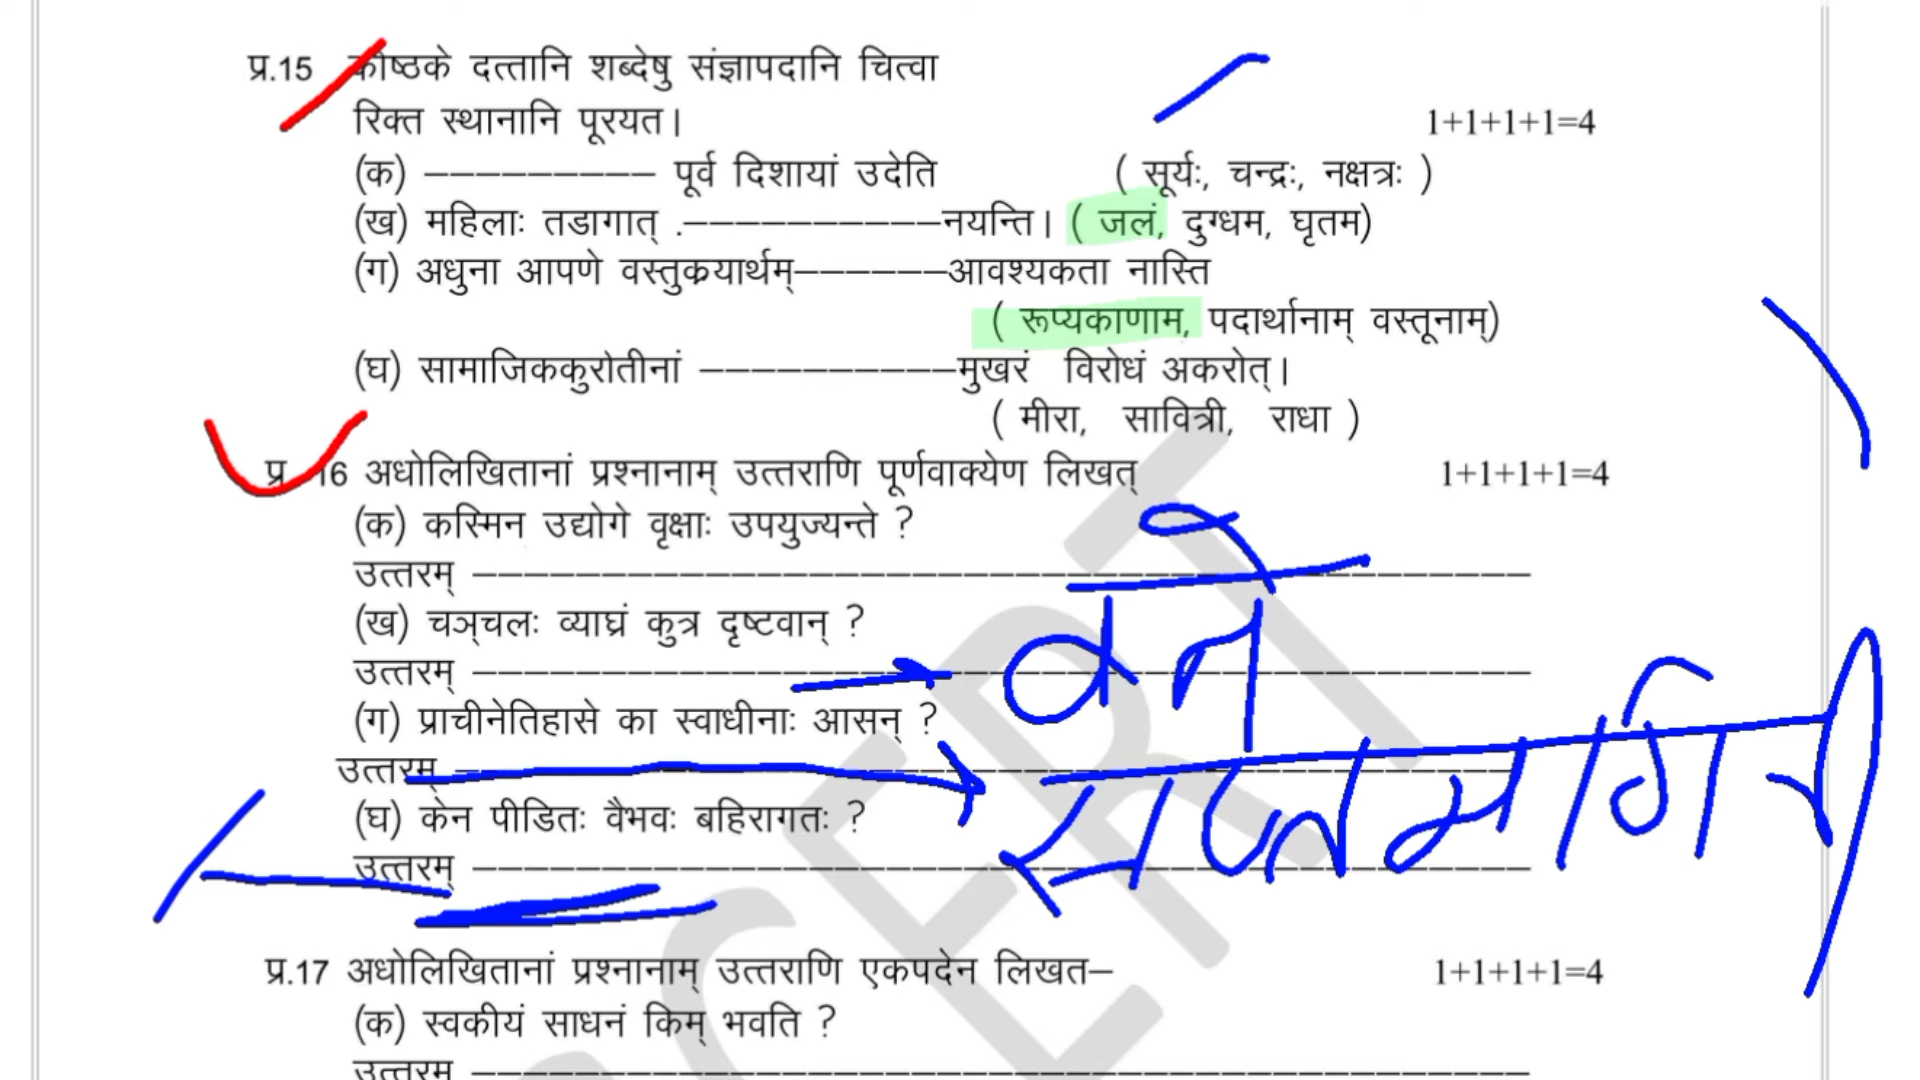 प्र.15 कोष्ठके दत्तानि शब्देषु संज्ञापदानि चित्वा
रिक्त स्थानानि पूरयत। 1+1+1+1=4
(क) ––––––––– पूर्व दिशायां उदेति ( सूर्यः, चन्द्रः, नक्षत्रः )
(ख) महिलाः तडागात् .––––––––––नयन्ति। ( जलं, दुग्धम, घृतम)
(ग) अधुना आपणे वस्तुक्रयार्थम्––––––आवश्यकता नास्ति
( रूप्यकाणाम, पदार्थानाम् वस्तूनाम्)
(घ) सामाजिककुरोतीनां ––––––––––मुखरं विरोधं अकरोत्।
( मीरा, सावित्री, राधा )
प्र 16 अधोलिखितानां प्रश्नानाम् उत्तराणि पूर्णवाक्येण लिखत् 1+1+1+1=4
(क) कस्मिन उद्योगे वृक्षाः उपयुज्यन्ते ?
उत्तरम् ––––––––––––––––––––
(ख) चञ्चलः व्याघ्रं कुत्र दृष्टवान् ?
उत्तरम् –––––––––––––––––––– वने
(ग) प्राचीनेतिहासे का स्वाधीनाः आसन् ?
उत्तरम् ––––––––––––––––––––
(घ) केन पीडितः वैभवः बहिरागतः ?
उत्तरम् ––––––––––––––––––––
प्र.17 अधोलिखितानां प्रश्नानाम् उत्तराणि एकपदेन लिखत– 1+1+1+1=4
(क) स्वकीयं साधनं किम् भवति ?
उत्तरम् ––––––––––––––––––––